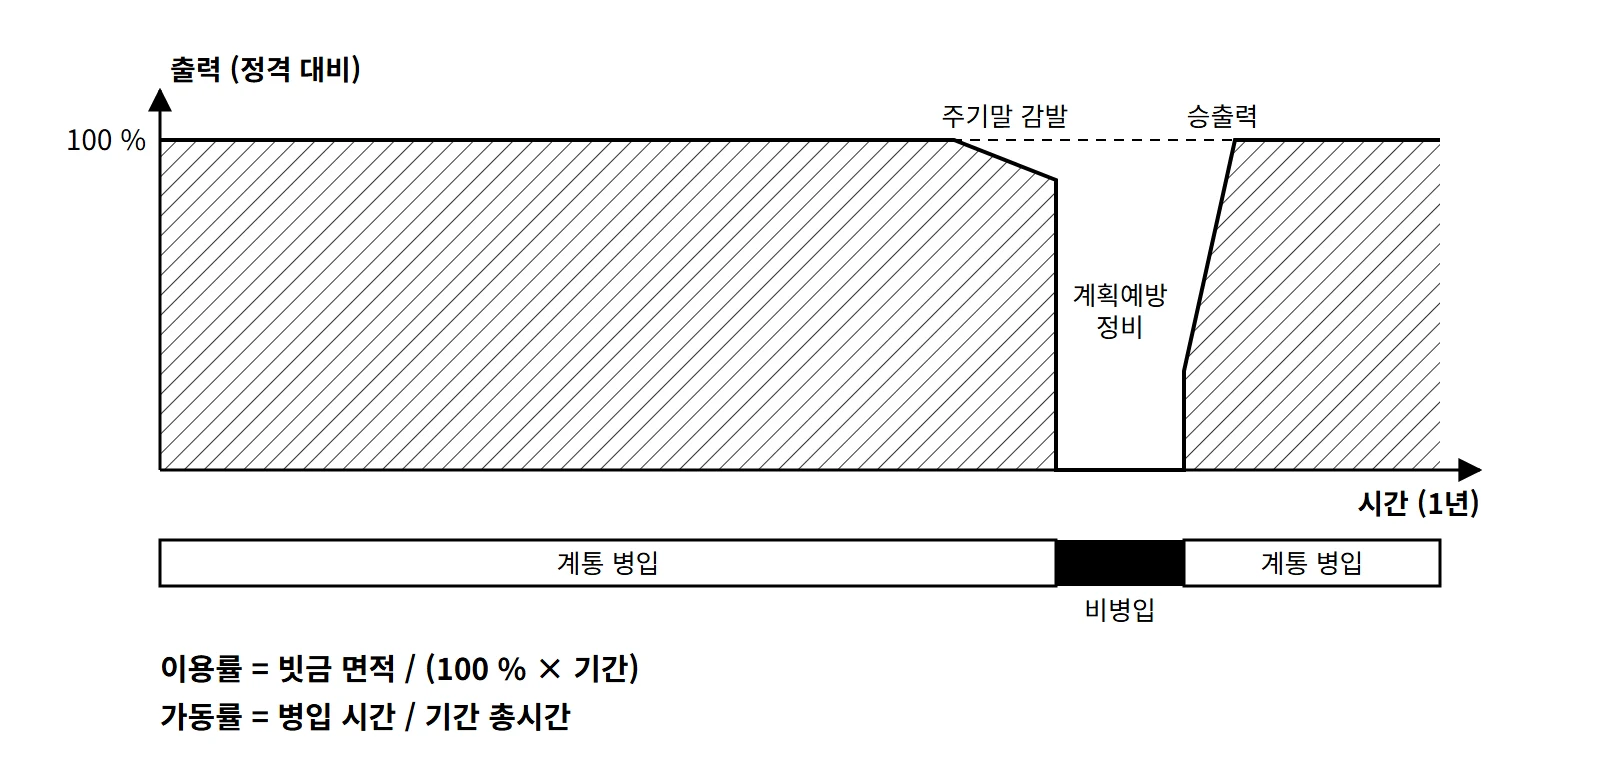 출력 (정격 대비)
주기말 감발
승출력
100 %
계획예방
정비
시간 (1년)
계통 병입
계통 병입
비병입
이용률 = 빗금 면적 / (100 % × 기간)
가동률 = 병입 시간 / 기간 총시간